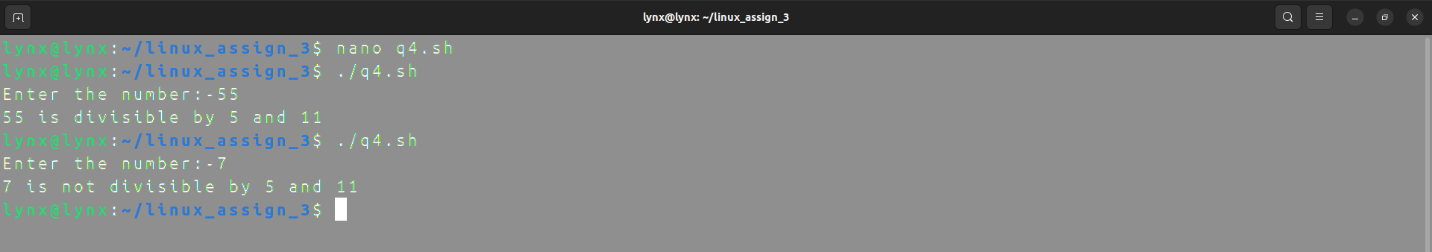 lynx@lynx: ~/linux_assign_3
lynx@lynx:~/linux_assign_3$ nano q4.sh
lynx@lynx:~/linux_assign_3$ ./q4.sh
Enter the number:-55
55 is divisible by 5 and 11
lynx@lynx:~/linux_assign_3$ ./q4.sh
Enter the number:-7
7 is not divisible by 5 and 11
lynx@lynx:~/linux_assign_3$